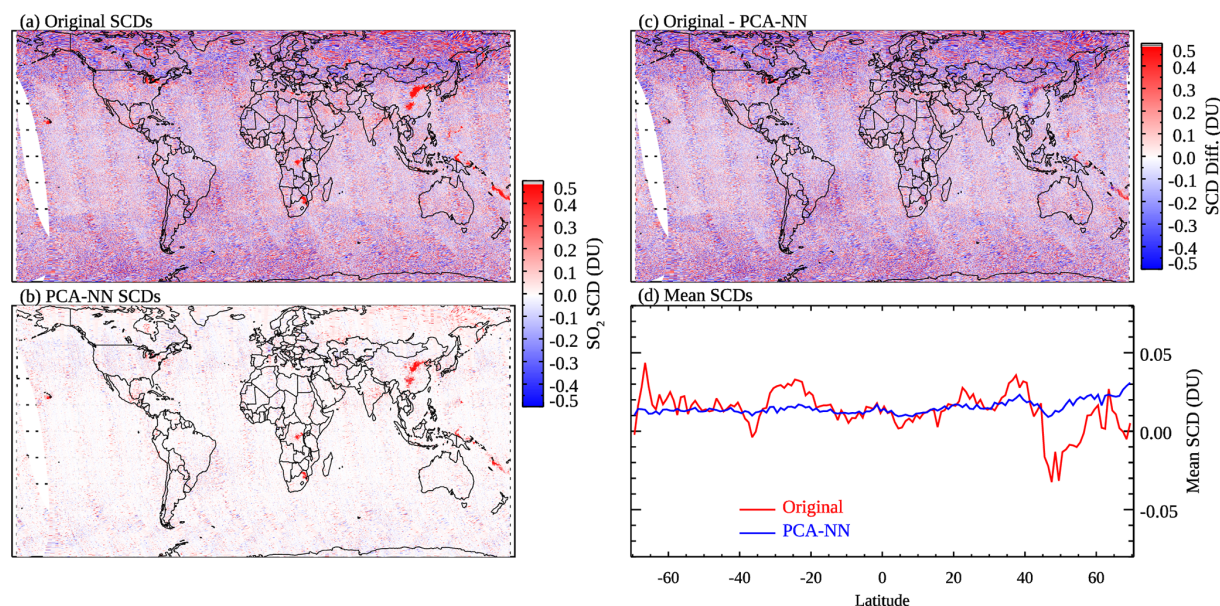 (a) Original SCDs
(c) Original - PCA-NN
0.5
0.4
0.3
0.2
0.1
0.0
-0.1
-0.2
-0.3
-0.4
-0.5
SCD Diff. (DU)
0.5
0.4
0.3
0.2
0.1
0.0
-0.1
-0.2
-0.3
-0.4
-0.5
SO2 SCD (DU)
(b) PCA-NN SCDs
(d) Mean SCDs
0.05
0.00
-0.05
Mean SCD (DU)
Original
PCA-NN
-60 -40 -20 0 20 40 60
Latitude